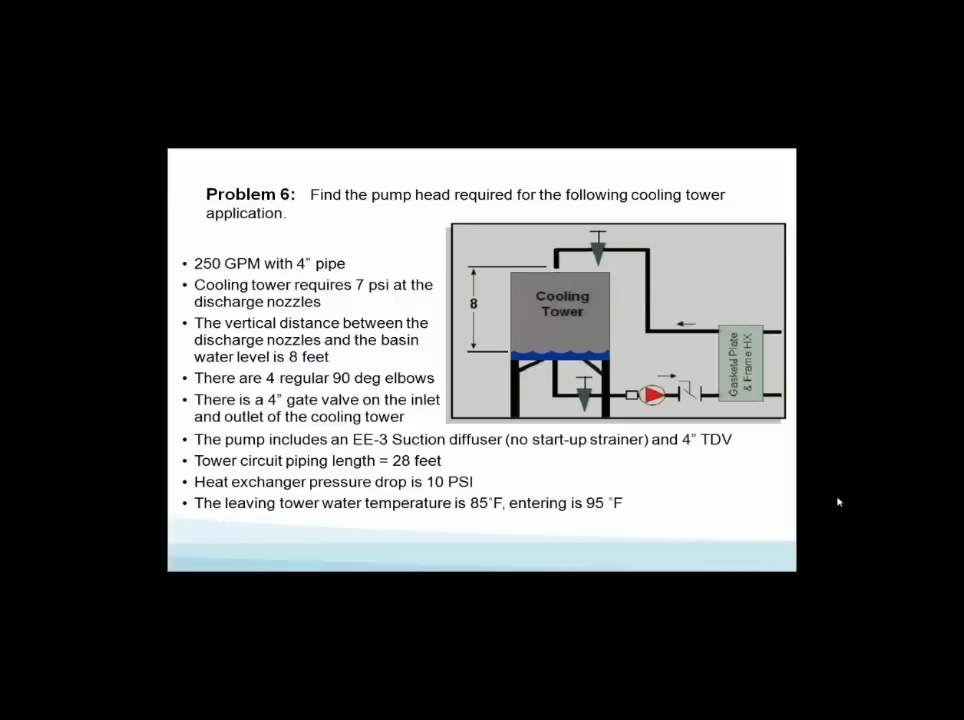 Problem 6: Find the pump head required for the following cooling tower
application.
• 250 GPM with 4” pipe
• Cooling tower requires 7 psi at the
discharge nozzles
• The vertical distance between the
discharge nozzles and the basin
water level is 8 feet
• There are 4 regular 90 deg elbows
• There is a 4” gate valve on the inlet
and outlet of the cooling tower
• The pump includes an EE-3 Suction diffuser (no start-up strainer) and 4” TDV
• Tower circuit piping length = 28 feet
• Heat exchanger pressure drop is 10 PSI
• The leaving tower water temperature is 85˚F, entering is 95 ˚F
8
Cooling
Tower
Gasketd Plate
& Frame HX